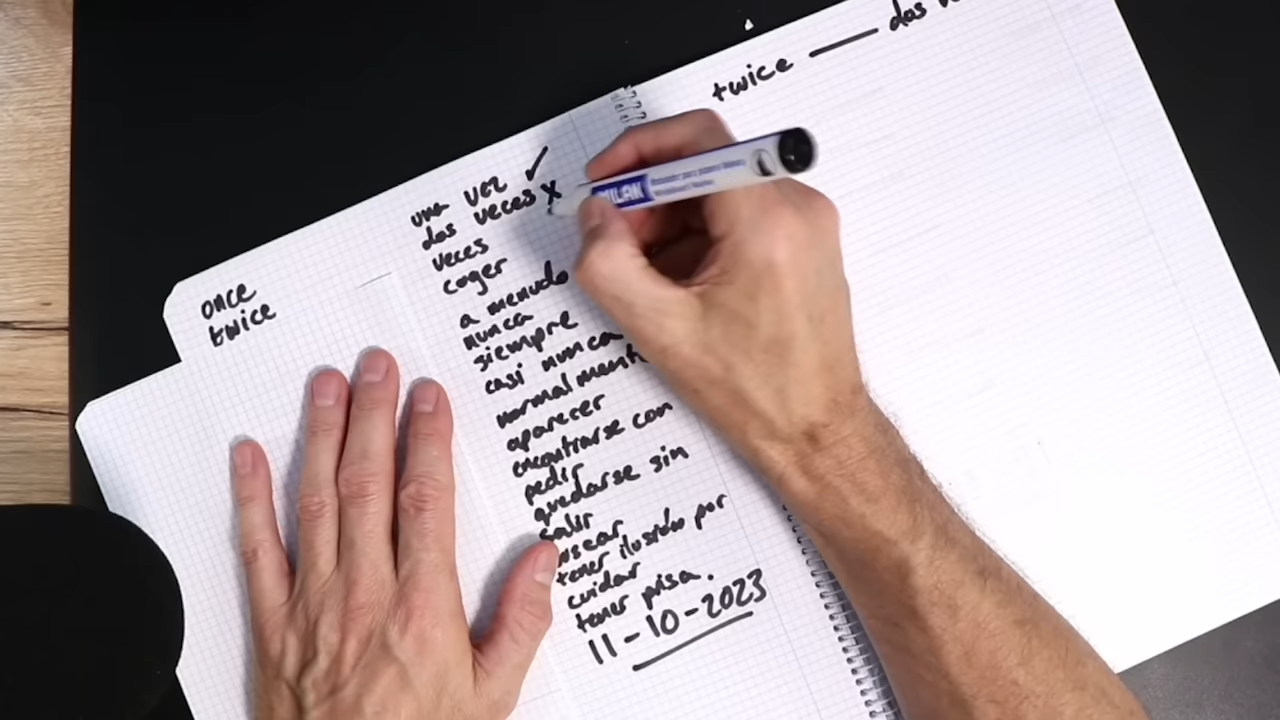 twice — dos
una vez ✓
dos veces x
veces
coger
a menudo
nunca
siempre
casi nunca
normalmente
aparecer
encontrarse con
pedir
quedarse sin
salir
tener ilusión por
cuidar
tener prisa.
11-10-2023
once
twice
MILAN